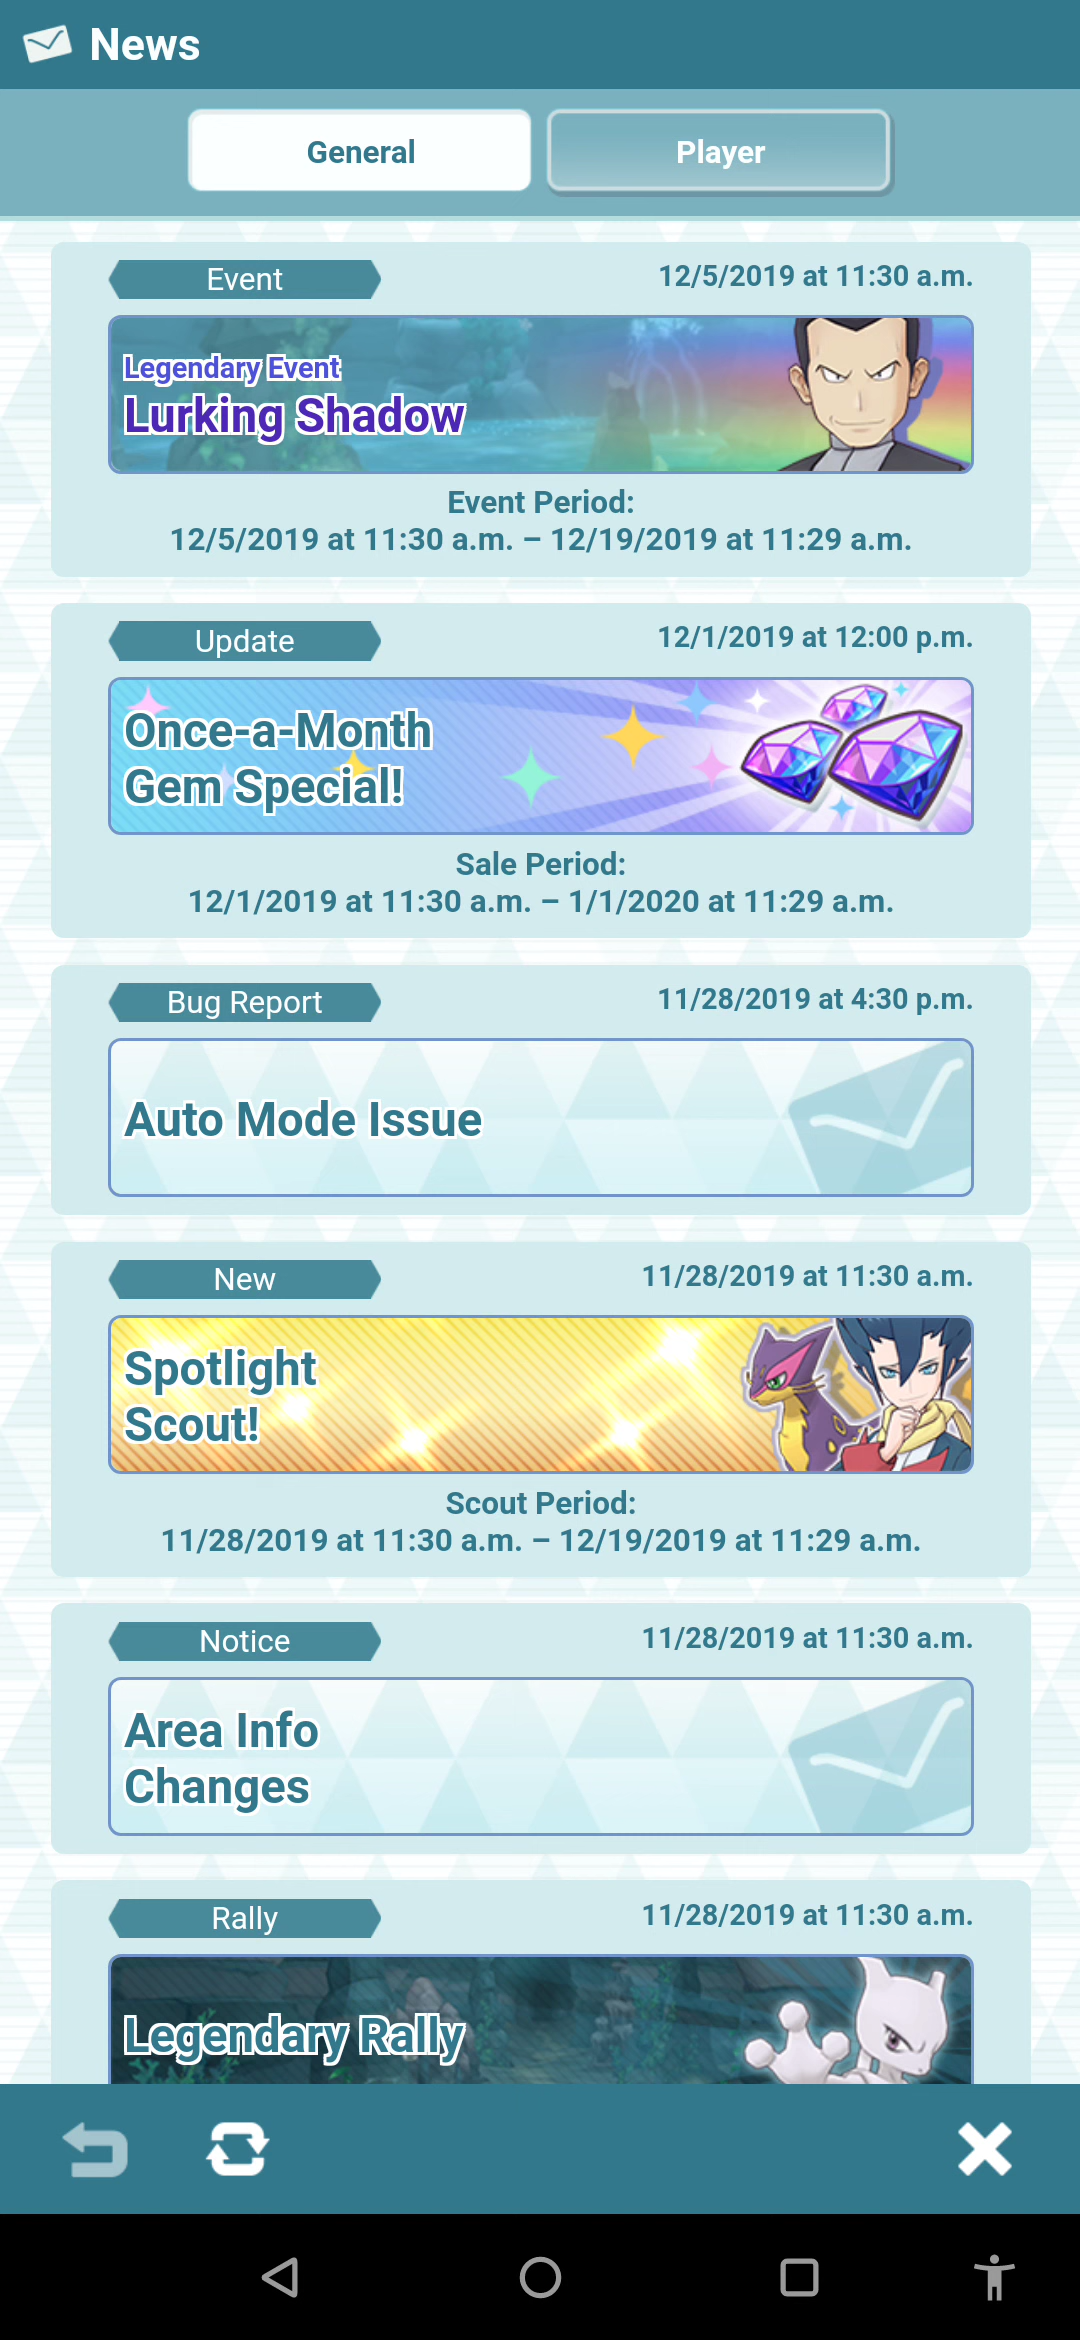 News
General
Player
Event
12/5/2019 at 11:30 a.m.
Legendary Event
Lurking Shadow
Event Period:
12/5/2019 at 11:30 a.m. – 12/19/2019 at 11:29 a.m.
Update
12/1/2019 at 12:00 p.m.
Once-a-Month
Gem Special!
Sale Period:
12/1/2019 at 11:30 a.m. – 1/1/2020 at 11:29 a.m.
Bug Report
11/28/2019 at 4:30 p.m.
Auto Mode Issue
New
11/28/2019 at 11:30 a.m.
Spotlight
Scout!
Scout Period:
11/28/2019 at 11:30 a.m. – 12/19/2019 at 11:29 a.m.
Notice
11/28/2019 at 11:30 a.m.
Area Info
Changes
Rally
11/28/2019 at 11:30 a.m.
Legendary Rally